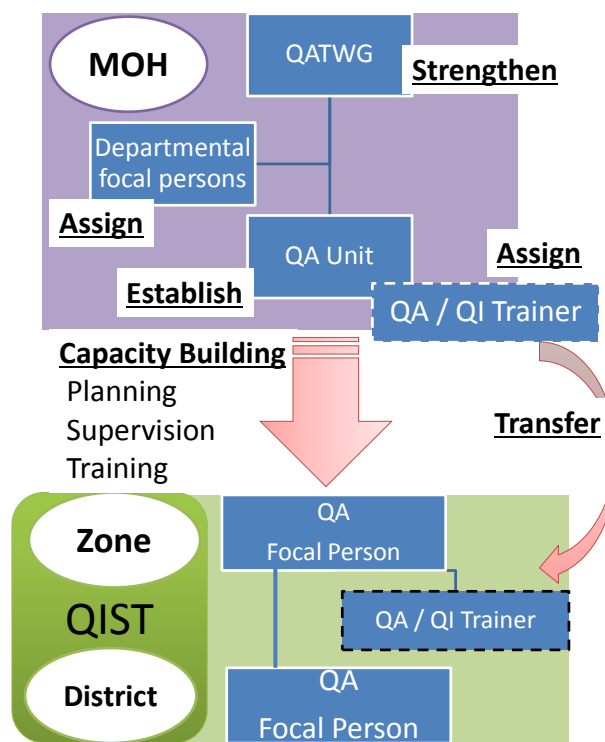 MOH
QATWG
Strengthen
Departmental
focal persons
Assign
QA Unit
Assign
Establish
QA / QI Trainer
Capacity Building
Planning
Supervision
Training
Transfer
Zone
QA
Focal Person
QIST
QA / QI Trainer
District
QA
Focal Person